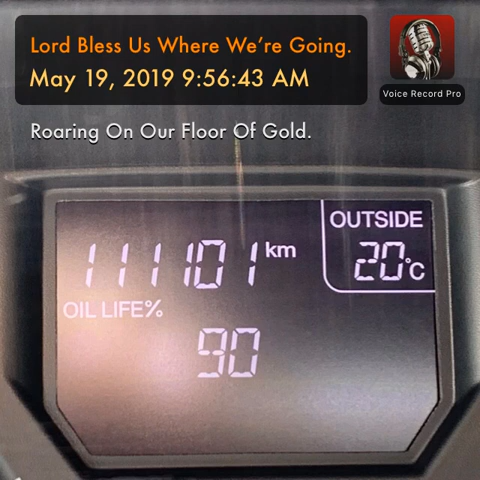 Lord Bless Us Where We're Going.
May 19, 2019 9:56:43 AM
Voice Record Pro
Roaring On Our Floor Of Gold.
OUTSIDE
111101 km
20°C
OIL LIFE%
90